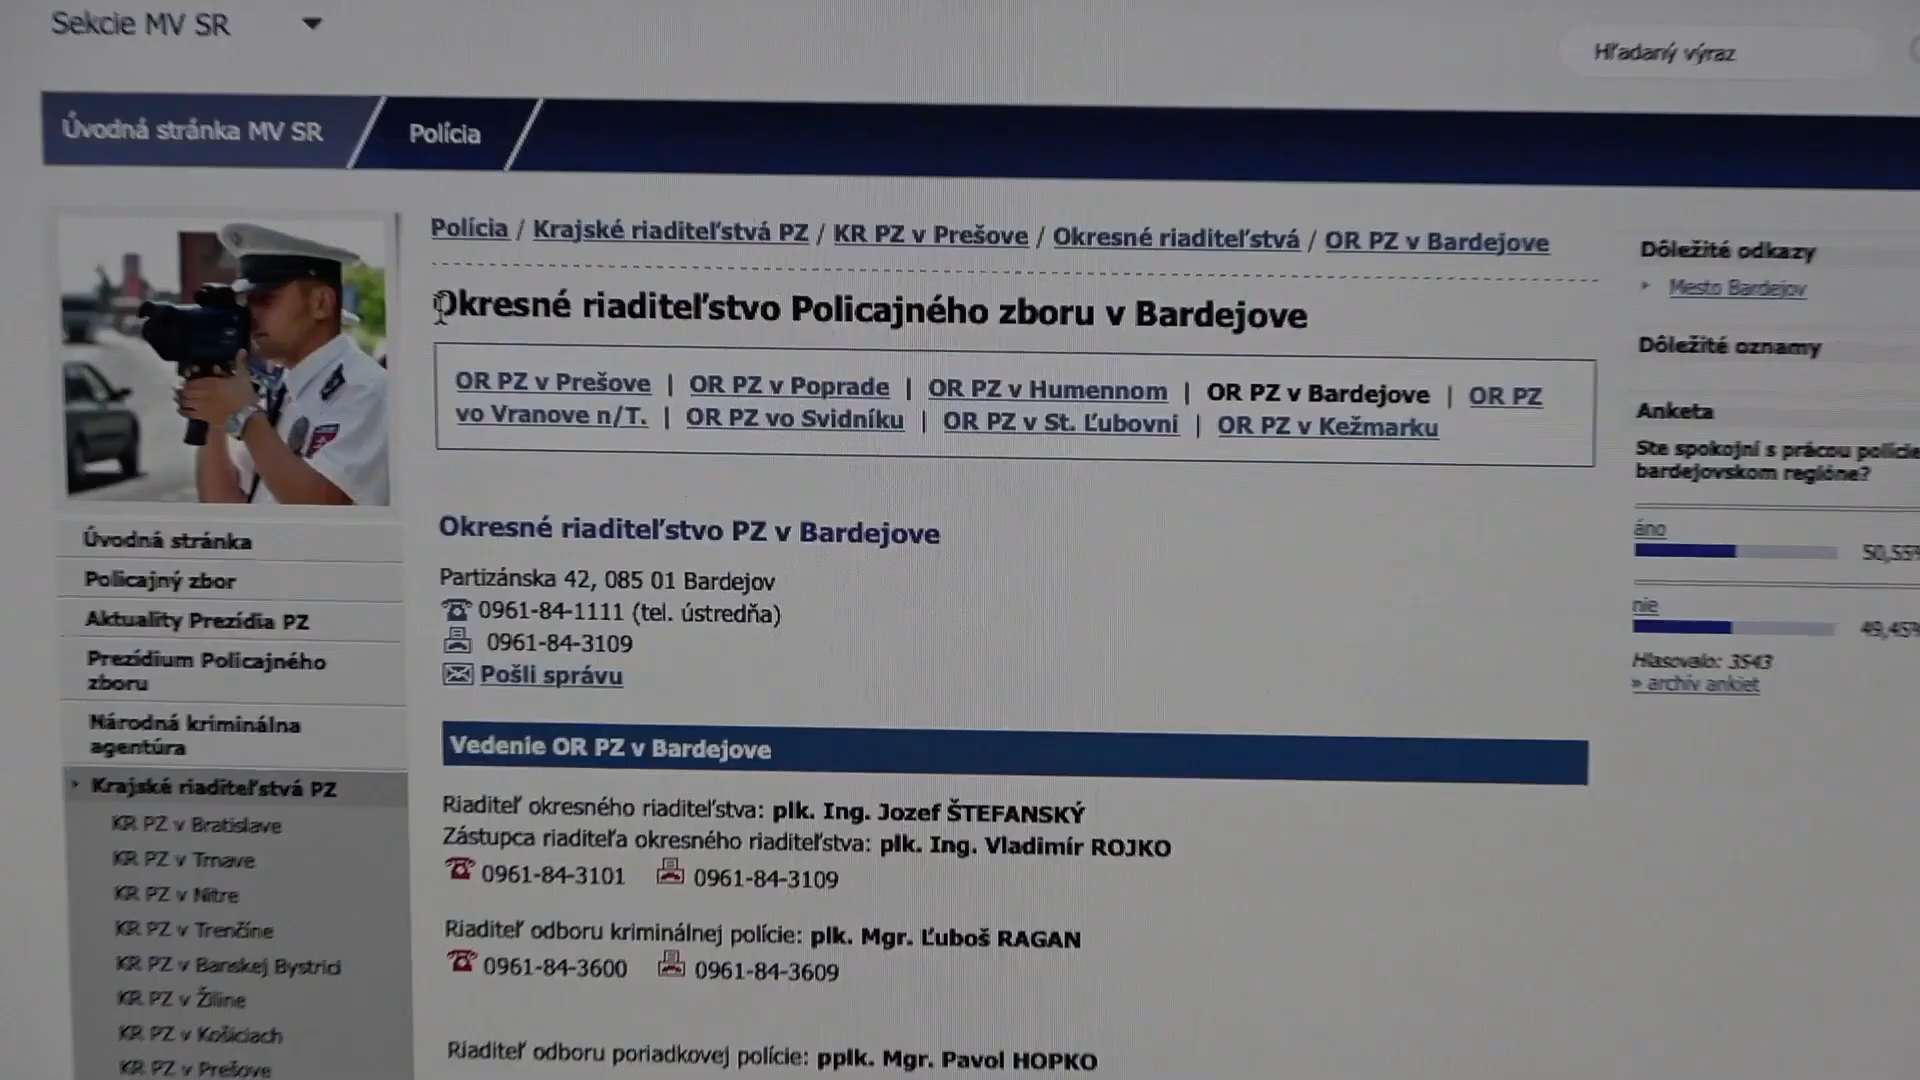 Sekcie MV SR
Hľadaný výraz
Úvodná stránka MV SR
Polícia
Polícia / Krajské riaditeľstvá PZ / KR PZ v Prešove / Okresné riaditeľstvá / OR PZ v Bardejove
Okresné riaditeľstvo Policajného zboru v Bardejove
OR PZ v Prešove | OR PZ v Poprade | OR PZ v Humennom | OR PZ v Bardejove | OR PZ
vo Vranove n/T. | OR PZ vo Svidníku | OR PZ v St. Ľubovni | OR PZ v Kežmarku
Okresné riaditeľstvo PZ v Bardejove
Partizánska 42, 085 01 Bardejov
0961-84-1111 (tel. ústredňa)
0961-84-3109
Pošli správu
Vedenie OR PZ v Bardejove
Riaditeľ okresného riaditeľstva: plk. Ing. Jozef ŠTEFANSKÝ
Zástupca riaditeľa okresného riaditeľstva: plk. Ing. Vladimír ROJKO
0961-84-3101 0961-84-3109
Riaditeľ odboru kriminálnej polície: plk. Mgr. Ľuboš RAGAN
0961-84-3600 0961-84-3609
Riaditeľ odboru poriadkovej polície: pplk. Mgr. Pavol HOPKO
Úvodná stránka
Policajný zbor
Aktuality Prezídia PZ
Prezídium Policajného
zboru
Národná kriminálna
agentúra
Krajské riaditeľstvá PZ
KR PZ v Bratislave
KR PZ v Trnave
KR PZ v Nitre
KR PZ v Trenčíne
KR PZ v Banskej Bystrici
KR PZ v Žiline
KR PZ v Košiciach
KR PZ v Prešove
Dôležité odkazy
Mesto Bardejov
Dôležité oznamy
Anketa
Ste spokojní s prácou polície
bardejovskom regióne?
áno
50,55%
nie
49,45%
Hlasovalo: 3543
» archív ankiet